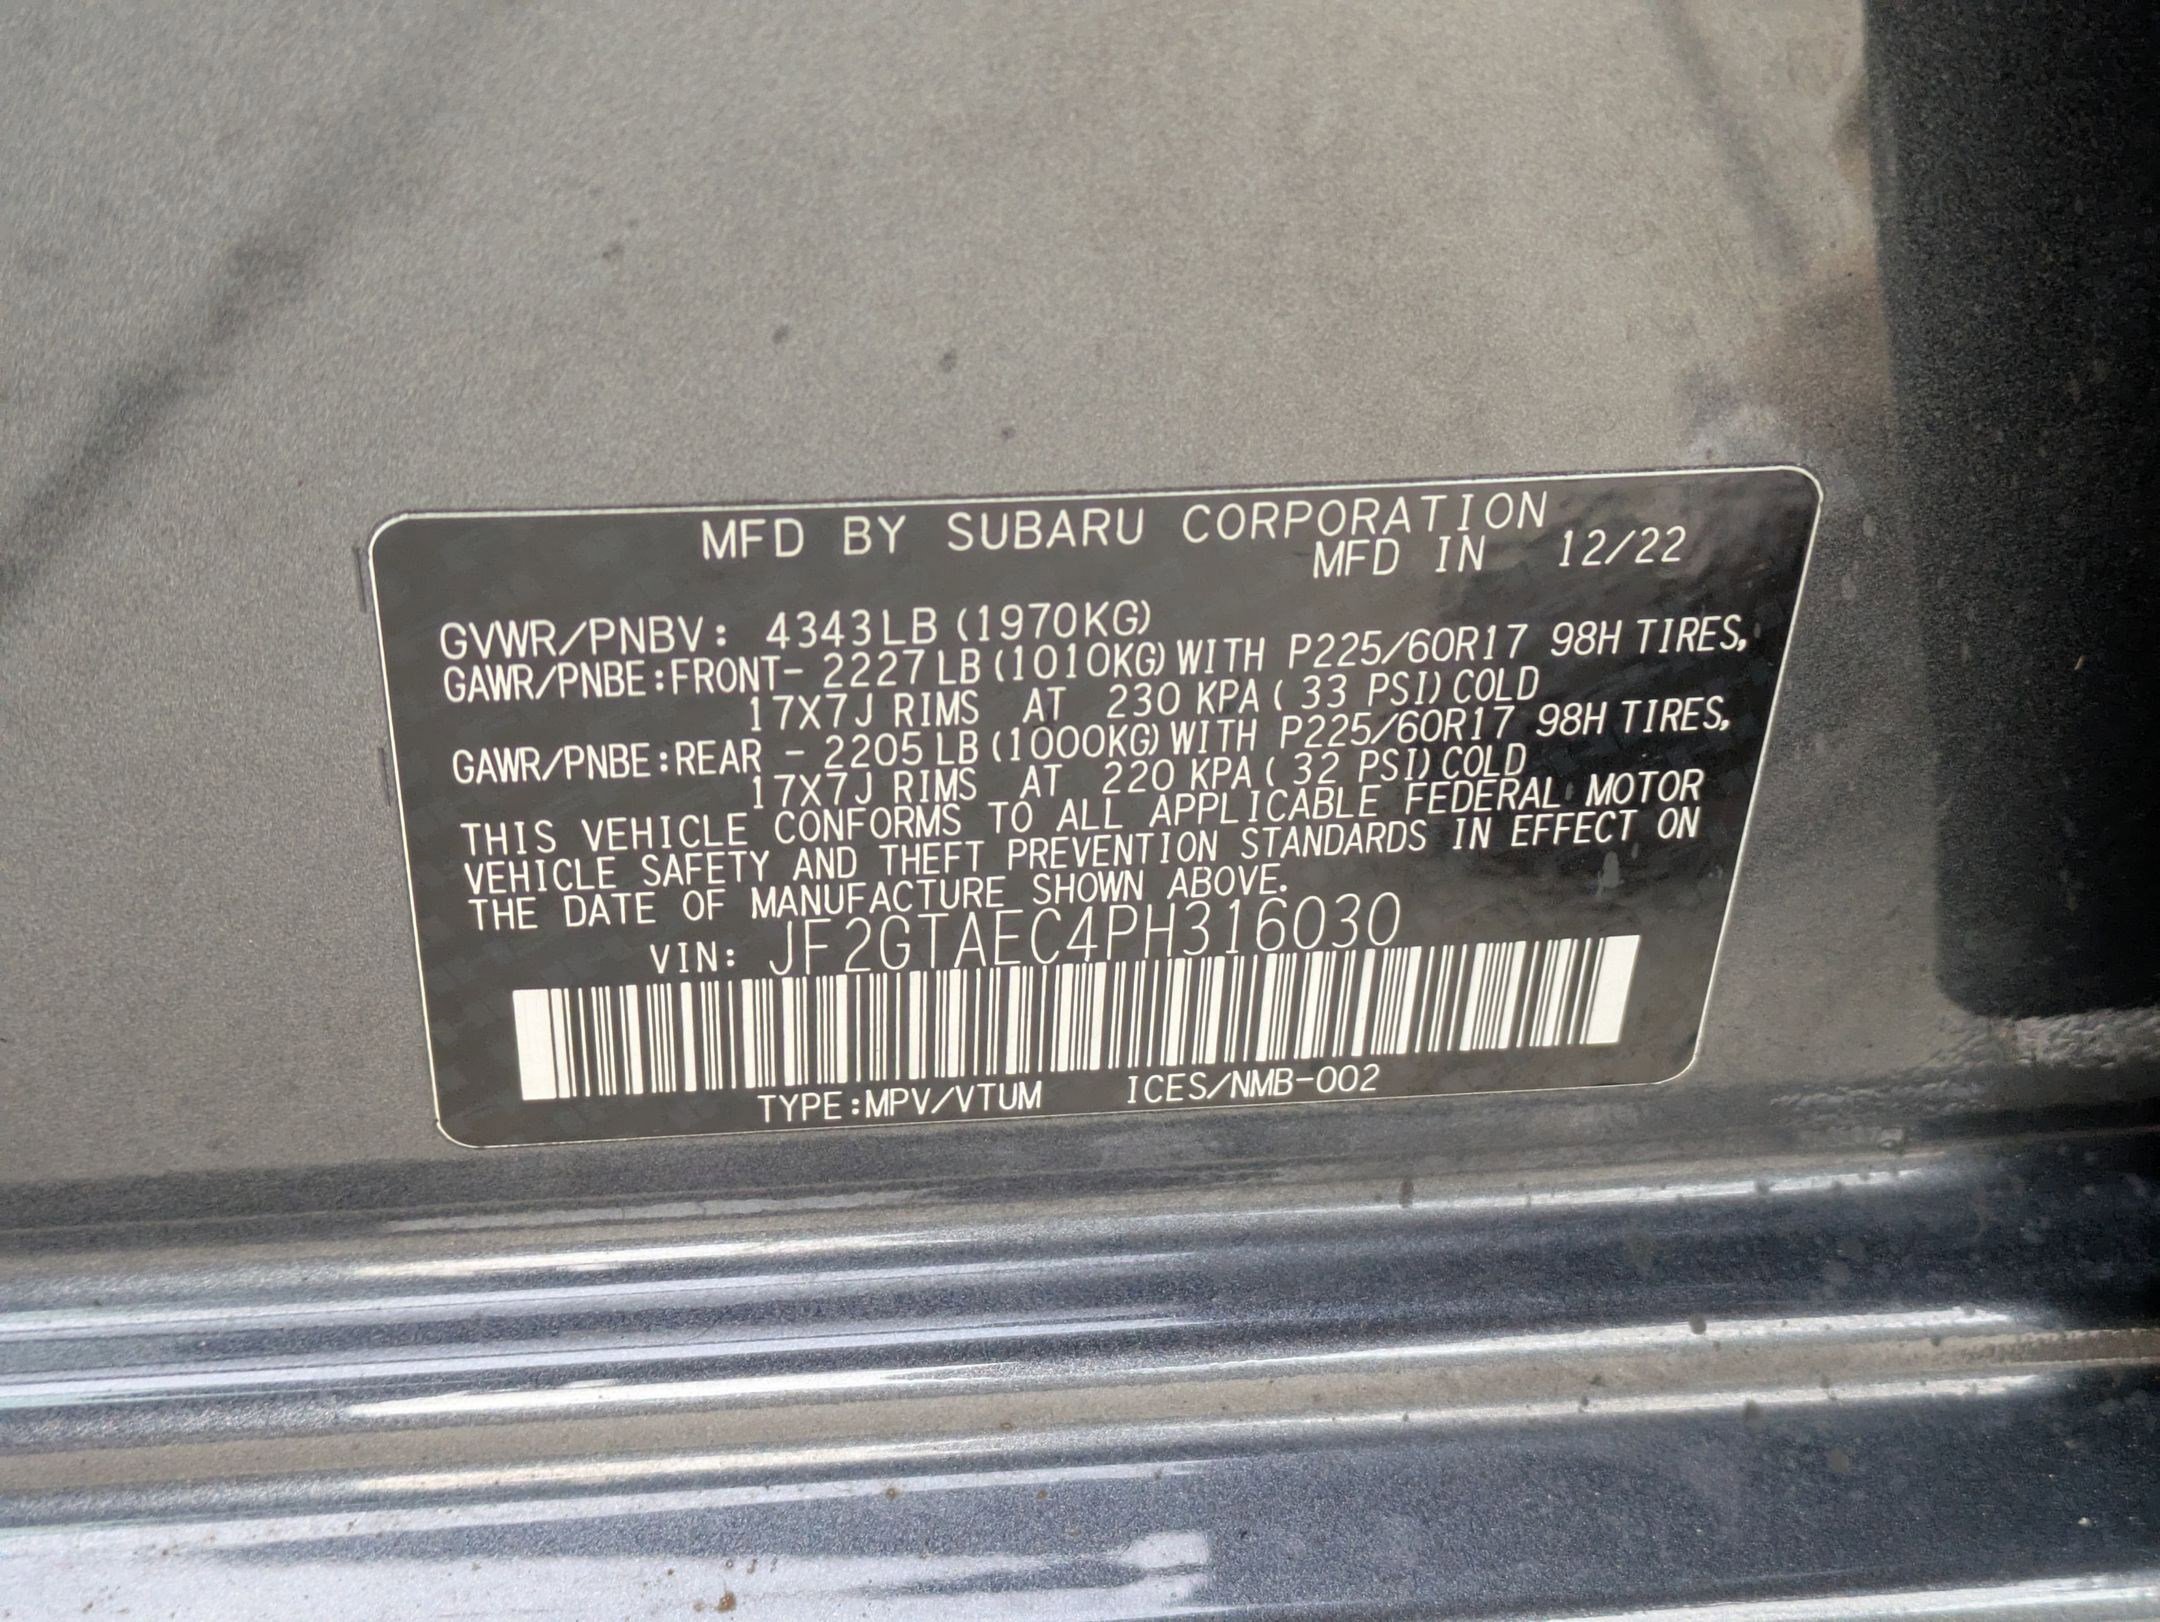 MFD BY SUBARU CORPORATION
MFD IN 12/22
GVWR/PNBV: 4343LB (1970KG)
GAWR/PNBE:FRONT- 2227LB (1010KG) WITH P225/60R17 98H TIRES,
17X7J RIMS AT 230 KPA ( 33 PSI) COLD
GAWR/PNBE:REAR - 2205LB (1000KG) WITH P225/60R17 98H TIRES,
17X7J RIMS AT 220 KPA ( 32 PSI) COLD
THIS VEHICLE CONFORMS TO ALL APPLICABLE FEDERAL MOTOR
VEHICLE SAFETY AND THEFT PREVENTION STANDARDS IN EFFECT ON
THE DATE OF MANUFACTURE SHOWN ABOVE.
VIN: JF2GTAEC4PH316030
TYPE:MPV/VTUM ICES/NMB-002